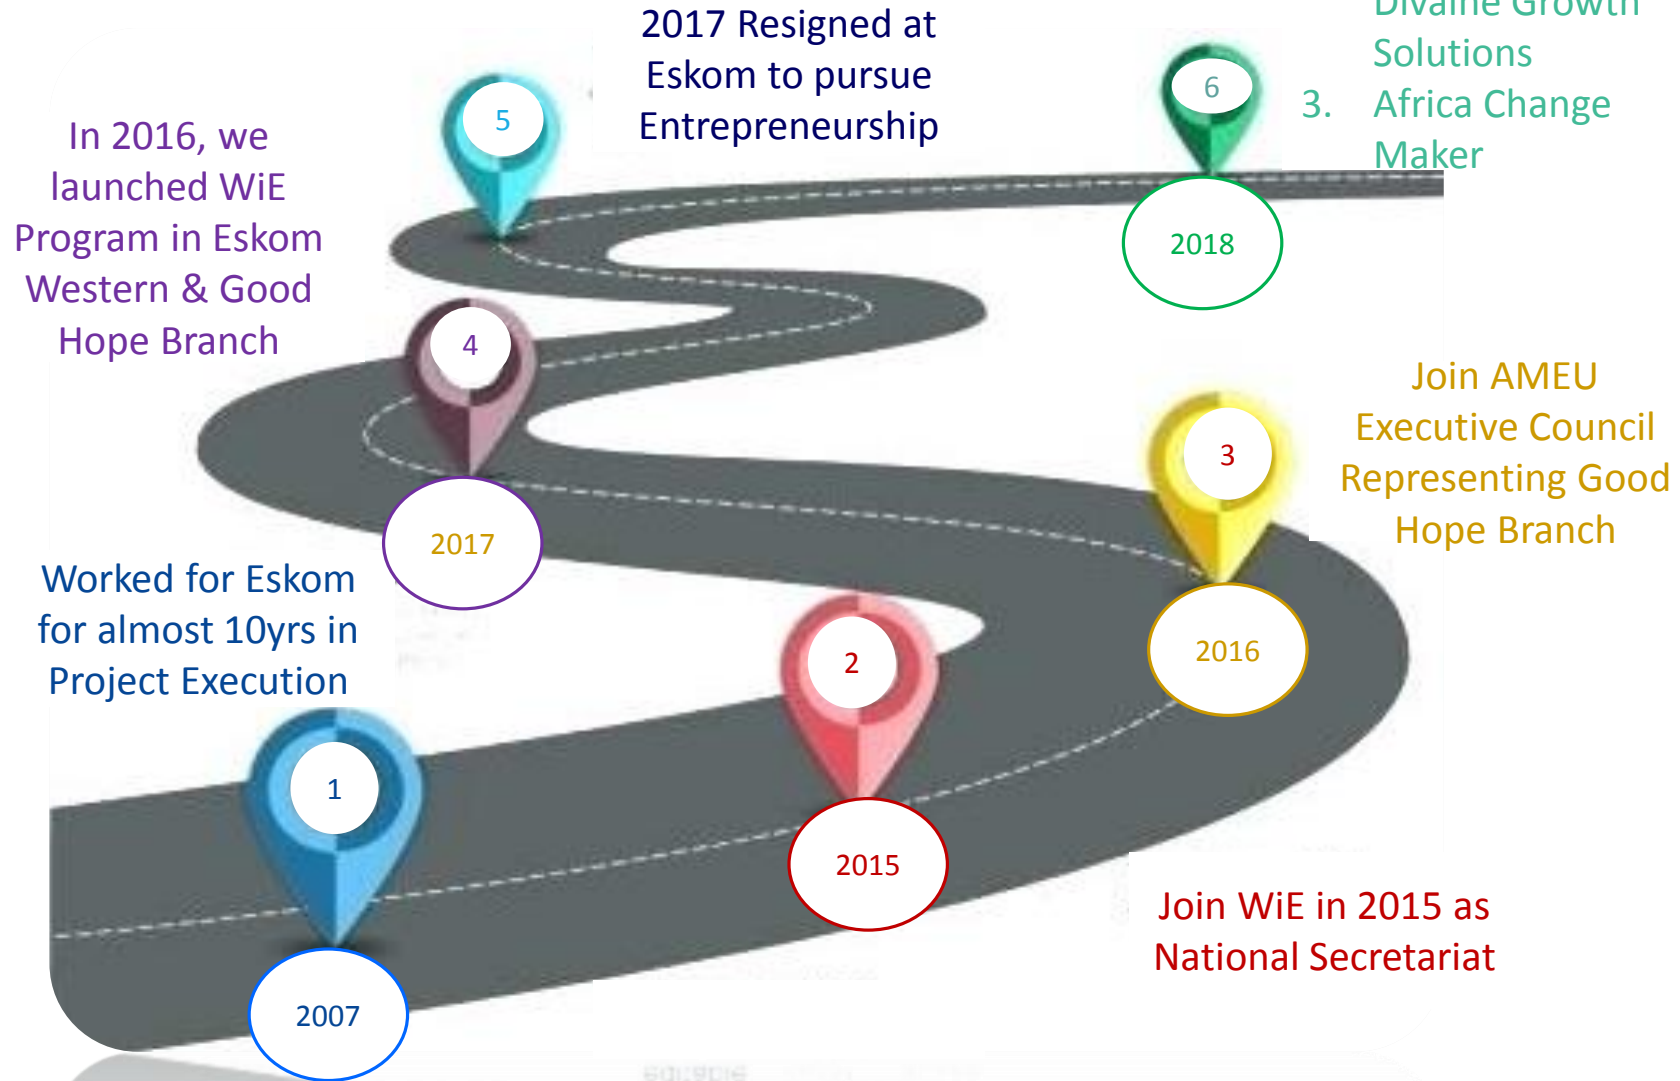 2017 Resigned at
Eskom to pursue
Entrepreneurship
Divaine Growth
Solutions
3. Africa Change
Maker
5
6
In 2016, we
launched WiE
Program in Eskom
Western & Good
Hope Branch
2018
4
Join AMEU
Executive Council
Representing Good
Hope Branch
3
2017
Worked for Eskom
for almost 10yrs in
Project Execution
2
2016
1
2015
Join WiE in 2015 as
National Secretariat
2007
editable